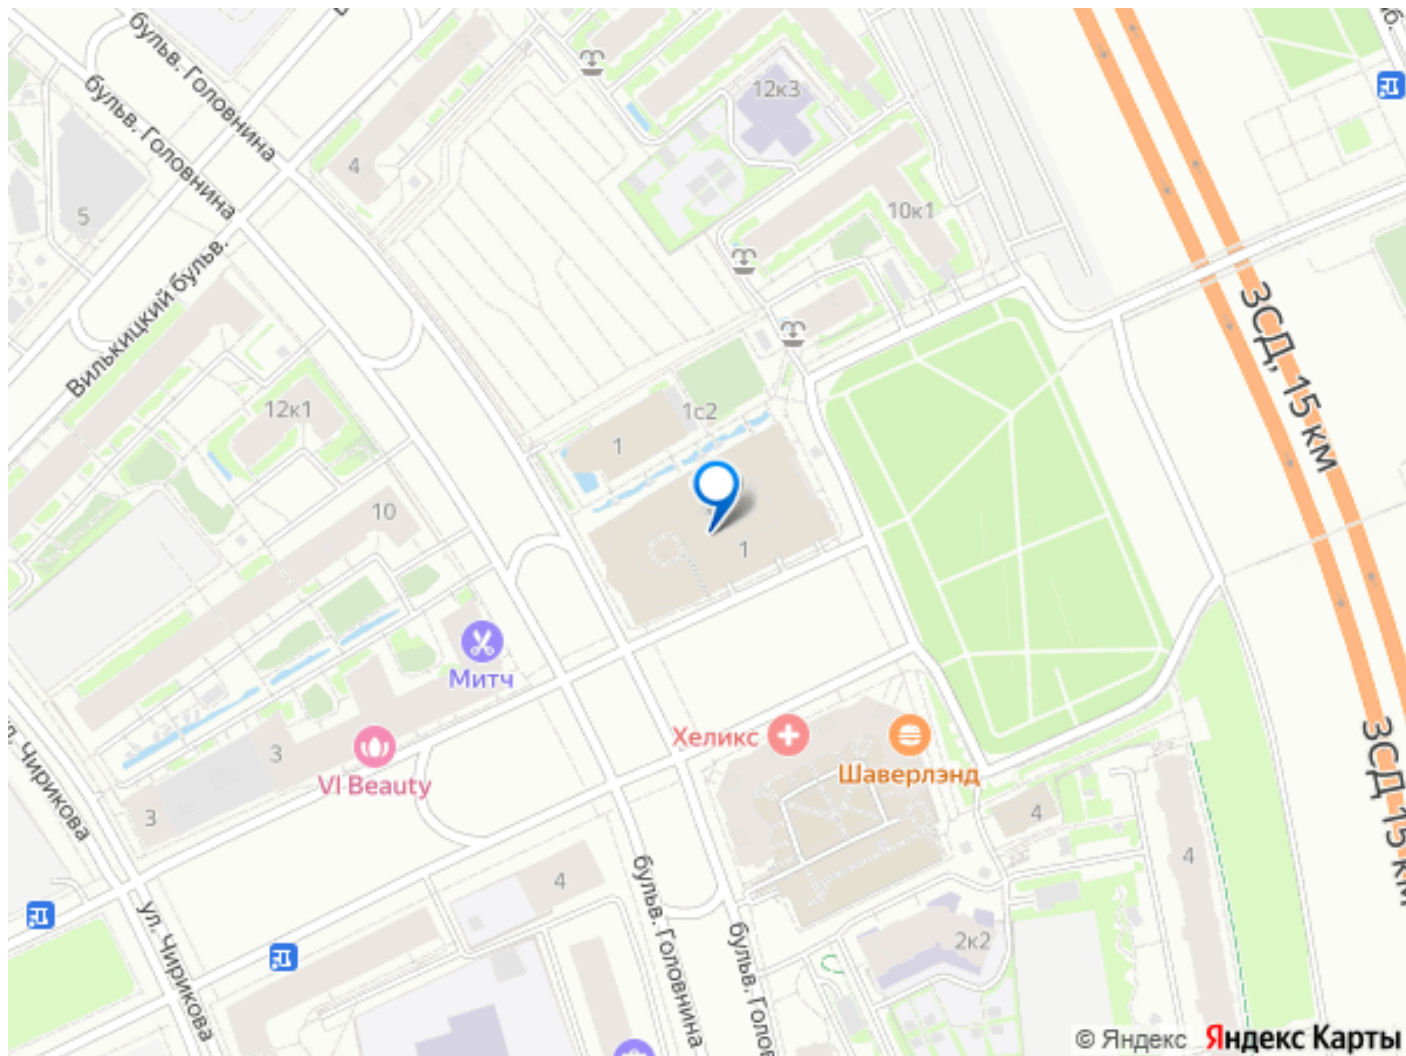 бульв. Головнина
бульв. Головнина
12к3
4
5
10к1
Вилькицкий бульв.
ЗСД, 15 км
12к1
1с2
1
10
1
Митч
Хеликс
Шаверлэнд
3
VI Beauty
3
ул. Чирикова
4
4
4
ЗСД 15 км
бульв. Головнина
ул. Чирикова
2к2
© Яндекс Яндекс Карты